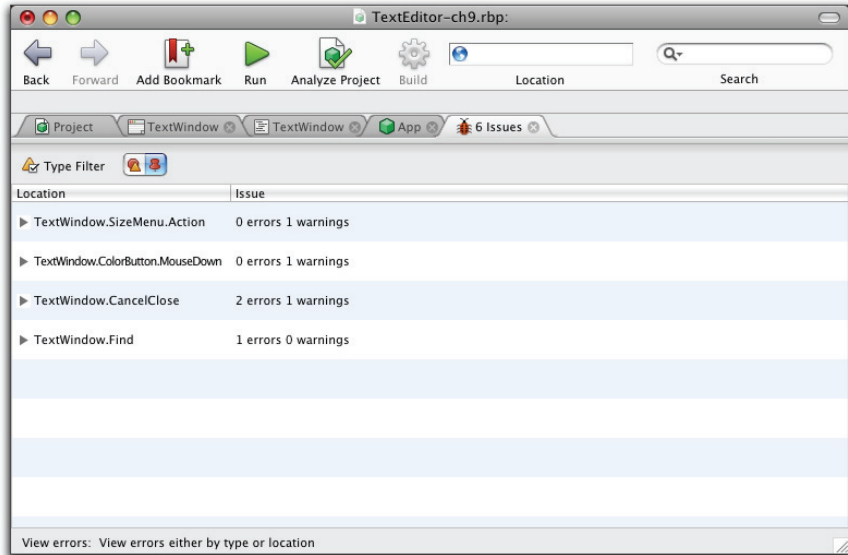 TextEditor-ch9.rbp:
Back Forward Add Bookmark Run Analyze Project Build Location Search
Project TextWindow TextWindow App 6 Issues
Type Filter
Location Issue
TextWindow.SizeMenu.Action 0 errors 1 warnings
TextWindow.ColorButton.MouseDown 0 errors 1 warnings
TextWindow.CancelClose 2 errors 1 warnings
TextWindow.Find 1 errors 0 warnings
View errors: View errors either by type or location